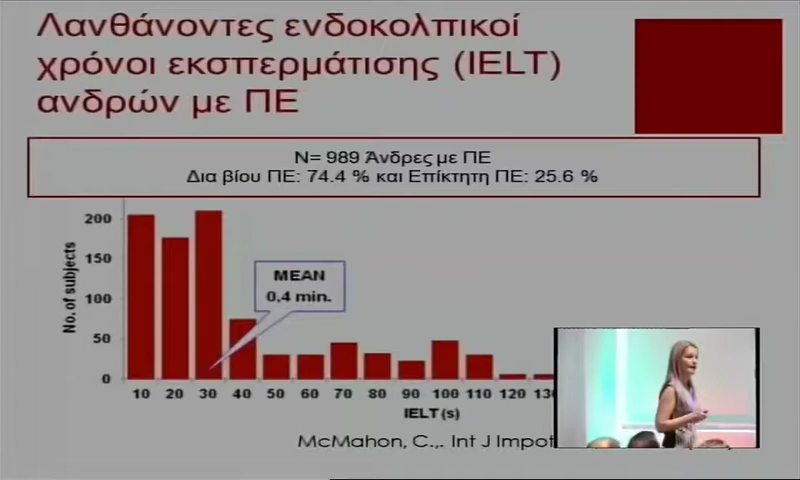 Λανθάνοντες ενδοκολπικοί
χρόνοι εκσπερμάτισης (IELT)
ανδρών με ΠΕ
N= 989 Άνδρες με ΠΕ
Δια βίου ΠΕ: 74.4 % και Επίκτητη ΠΕ: 25.6 %
No. of subjects
200
150
100
50
0
MEAN
0,4 min.
10 20 30 40 50 60 70 80 90 100 110 120 130
IELT (s)
McMahon, C.,. Int J Impot